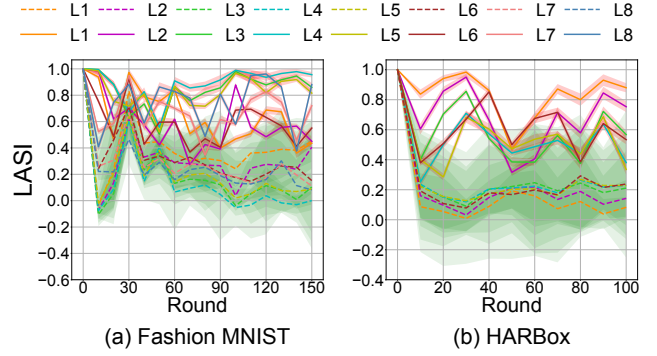 L1 L2 L3 L4 L5 L6 L7 L8
L1 L2 L3 L4 L5 L6 L7 L8
LASI
1.0
0.8
0.6
0.4
0.2
0.0
−0.2
−0.4
−0.6
0 30 60 90 120 150
Round
(a) Fashion MNIST
1.0
0.8
0.6
0.4
0.2
0.0
−0.2
−0.4
0 20 40 60 80 100
Round
(b) HARBox